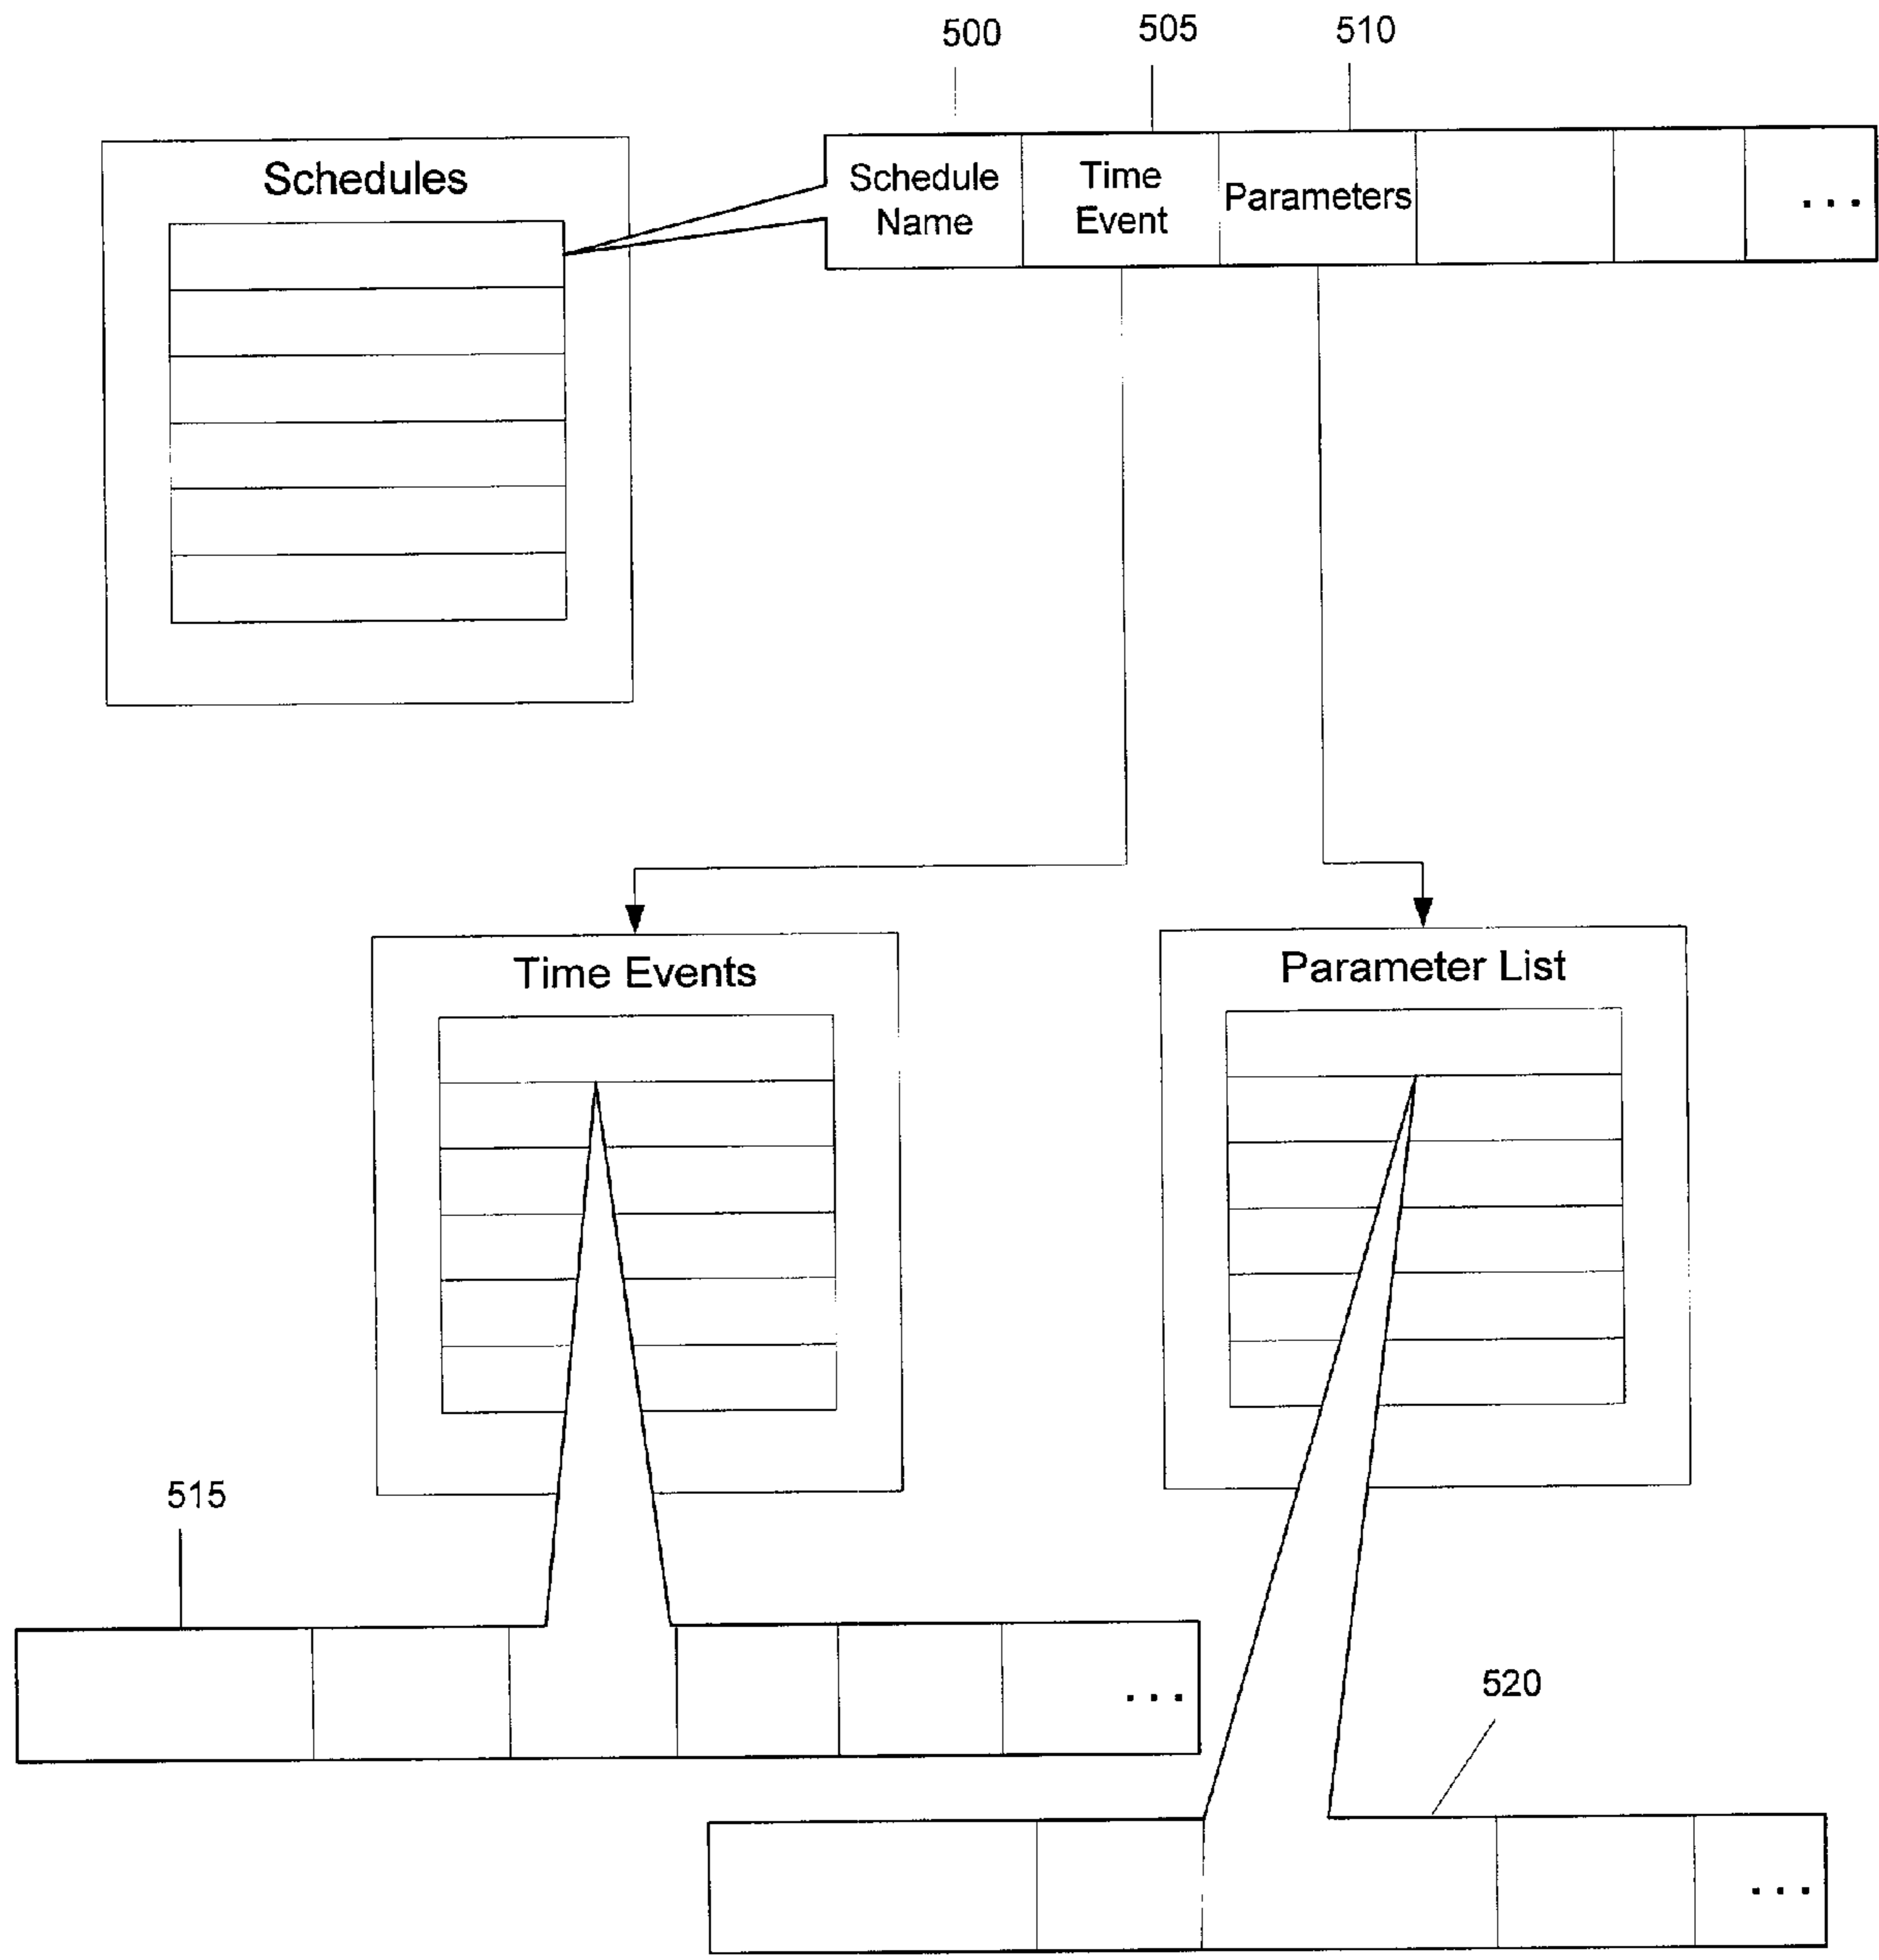 500
505
510
Schedules
Schedule
Name
Time
Event
Parameters
...
Time Events
Parameter List
515
...
520
...